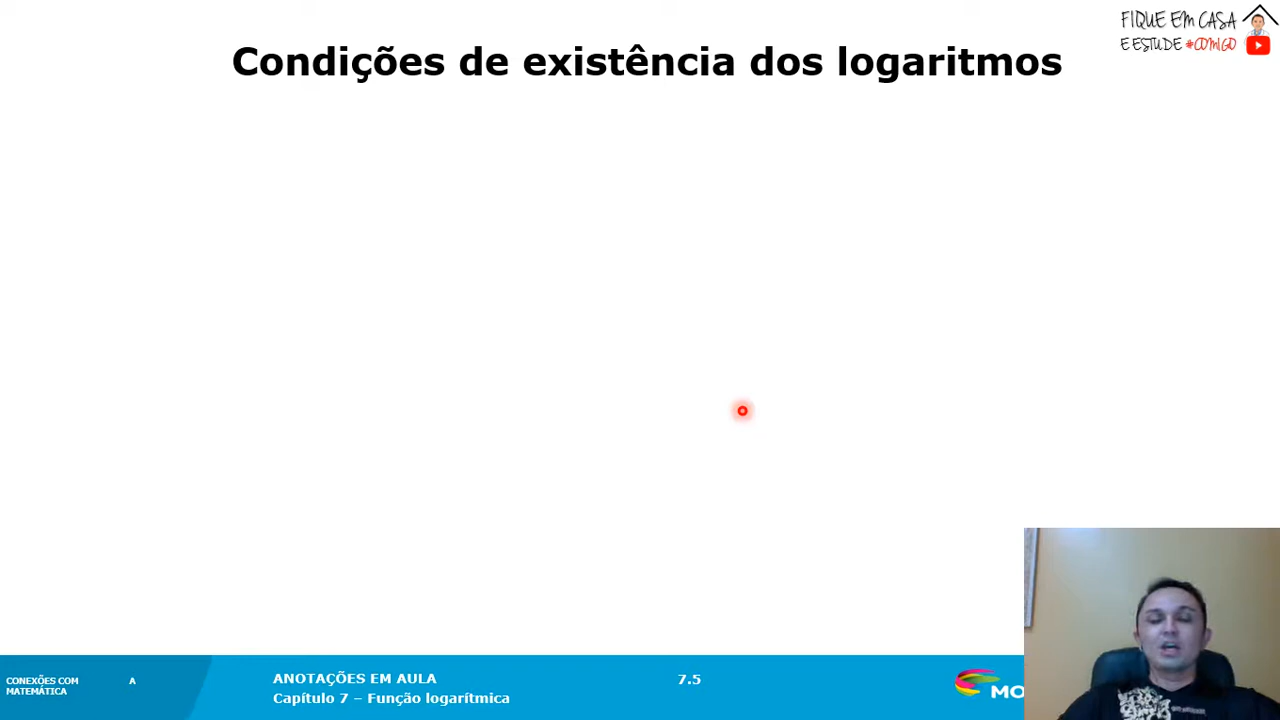 FIQUE EM CASA
E ESTUDE #COMIGO
Condições de existência dos logaritmos
CONEXÕES COM
MATEMÁTICA
A
ANOTAÇÕES EM AULA
Capítulo 7 – Função logarítmica
7.5
MO